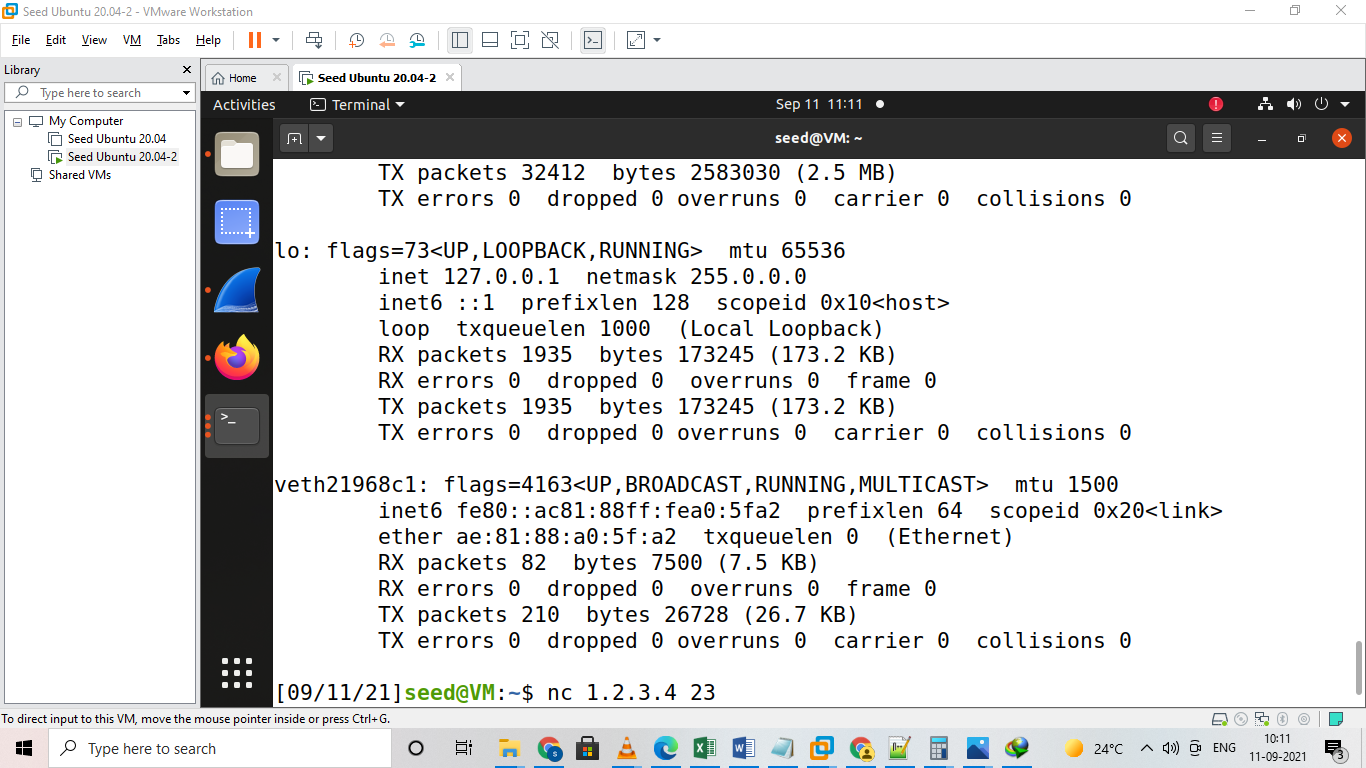 Seed Ubuntu 20.04-2 - VMware Workstation
File Edit View VM Tabs Help
Library
Type here to search
My Computer
Seed Ubuntu 20.04
Seed Ubuntu 20.04-2
Shared VMs
Home
Seed Ubuntu 20.04-2
Activities
Terminal
Sep 11 11:11
seed@VM: ~
TX packets 32412 bytes 2583030 (2.5 MB)
TX errors 0 dropped 0 overruns 0 carrier 0 collisions 0
lo: flags=73<UP,LOOPBACK,RUNNING> mtu 65536
inet 127.0.0.1 netmask 255.0.0.0
inet6 ::1 prefixlen 128 scopeid 0x10<host>
loop txqueuelen 1000 (Local Loopback)
RX packets 1935 bytes 173245 (173.2 KB)
RX errors 0 dropped 0 overruns 0 frame 0
TX packets 1935 bytes 173245 (173.2 KB)
TX errors 0 dropped 0 overruns 0 carrier 0 collisions 0
veth21968c1: flags=4163<UP,BROADCAST,RUNNING,MULTICAST> mtu 1500
inet6 fe80::ac81:88ff:fea0:5fa2 prefixlen 64 scopeid 0x20<link>
ether ae:81:88:a0:5f:a2 txqueuelen 0 (Ethernet)
RX packets 82 bytes 7500 (7.5 KB)
RX errors 0 dropped 0 overruns 0 frame 0
TX packets 210 bytes 26728 (26.7 KB)
TX errors 0 dropped 0 overruns 0 carrier 0 collisions 0
[09/11/21]seed@VM:~$ nc 1.2.3.4 23
To direct input to this VM, move the mouse pointer inside or press Ctrl+G.
Type here to search
24°C
ENG
10:11
11-09-2021
3